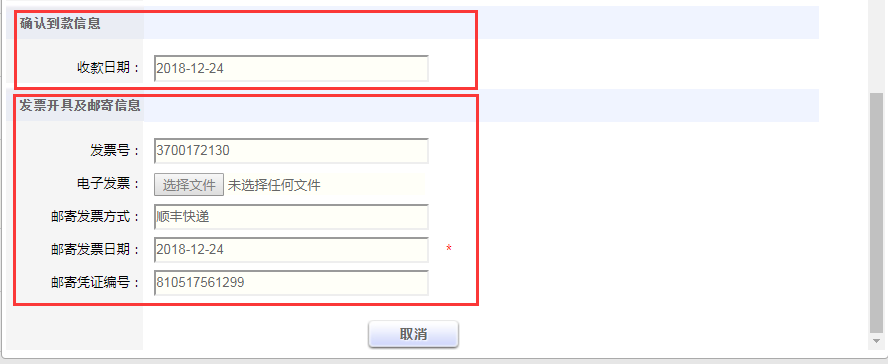 确认到款信息
收款日期： 2018-12-24
发票开具及邮寄信息
发票号： 3700172130
电子发票： 选择文件 未选择任何文件
邮寄发票方式： 顺丰快递
邮寄发票日期： 2018-12-24 *
邮寄凭证编号： 810517561299
取消